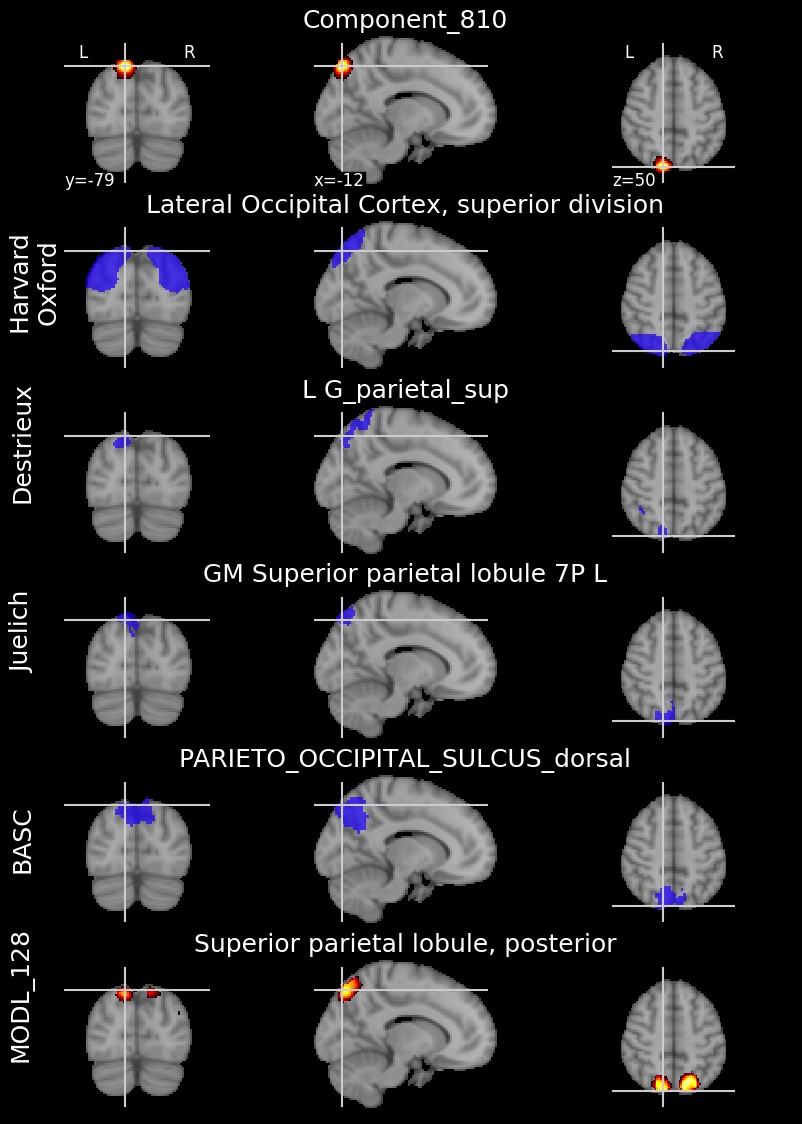 Component_810
L R
L R
y=-79
x=-12
z=50
Lateral Occipital Cortex, superior division
Harvard
Oxford
L G_parietal_sup
Destrieux
GM Superior parietal lobule 7P L
Juelich
PARIETO_OCCIPITAL_SULCUS_dorsal
BASC
Superior parietal lobule, posterior
MODL_128